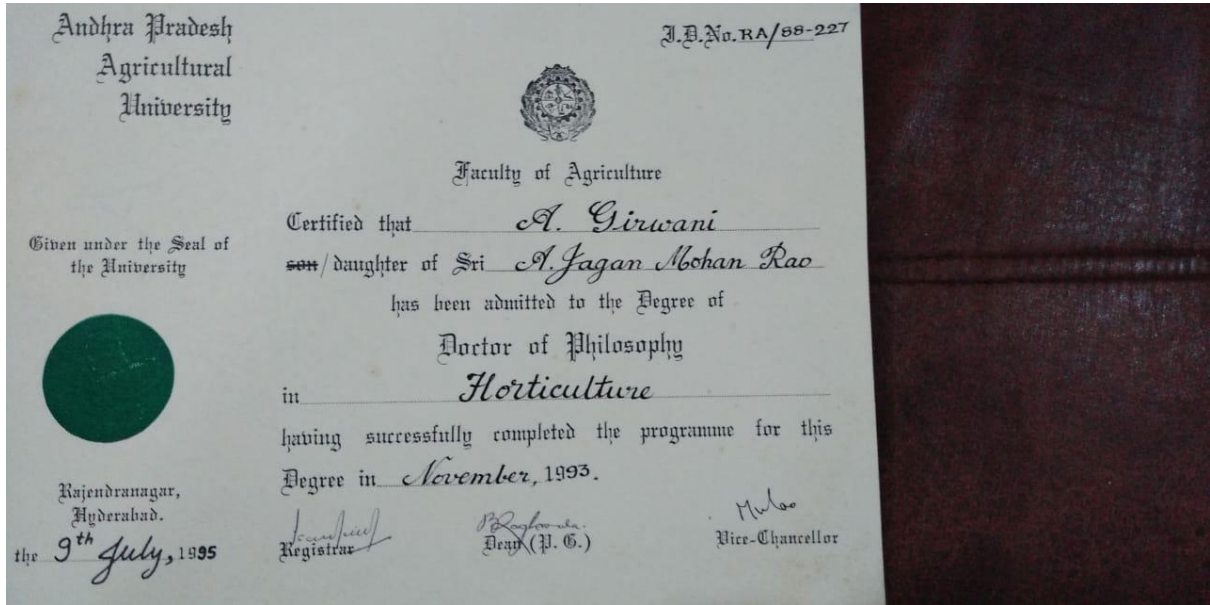 Andhra Pradesh
Agricultural
University
I.D.No. RA/88-227
Faculty of Agriculture
Certified that A. Girwani
son/daughter of Sri A. Jagan Mohan Rao
has been admitted to the Degree of
Doctor of Philosophy
in Horticulture
having successfully completed the programme for this
Degree in November, 1993.
Given under the Seal of
the University
Rajendranagar,
Hyderabad.
the 9th July, 1995
Registrar
Dean (P. G.)
Vice-Chancellor